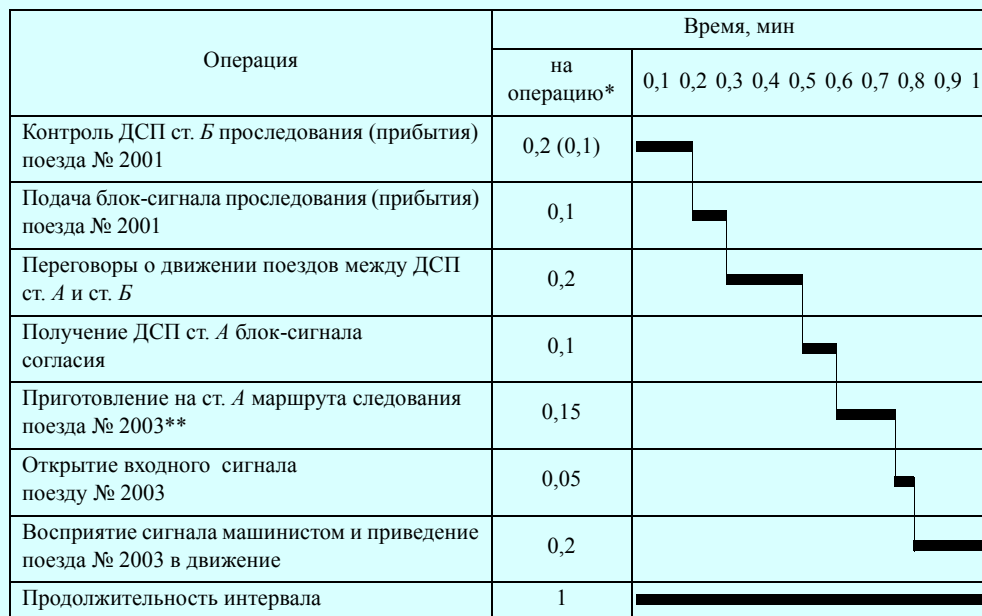 Операция
Время, мин
на
операцию*
0,1 0,2 0,3 0,4 0,5 0,6 0,7 0,8 0,9 1
Контроль ДСП ст. Б проследования (прибытия)
поезда № 2001
0,2 (0,1)
Подача блок-сигнала проследования (прибытия)
поезда № 2001
0,1
Переговоры о движении поездов между ДСП
ст. А и ст. Б
0,2
Получение ДСП ст. А блок-сигнала
согласия
0,1
Приготовление на ст. А маршрута следования
поезда № 2003**
0,15
Открытие входного сигнала
поезду № 2003
0,05
Восприятие сигнала машинистом и приведение
поезда № 2003 в движение
0,2
Продолжительность интервала
1